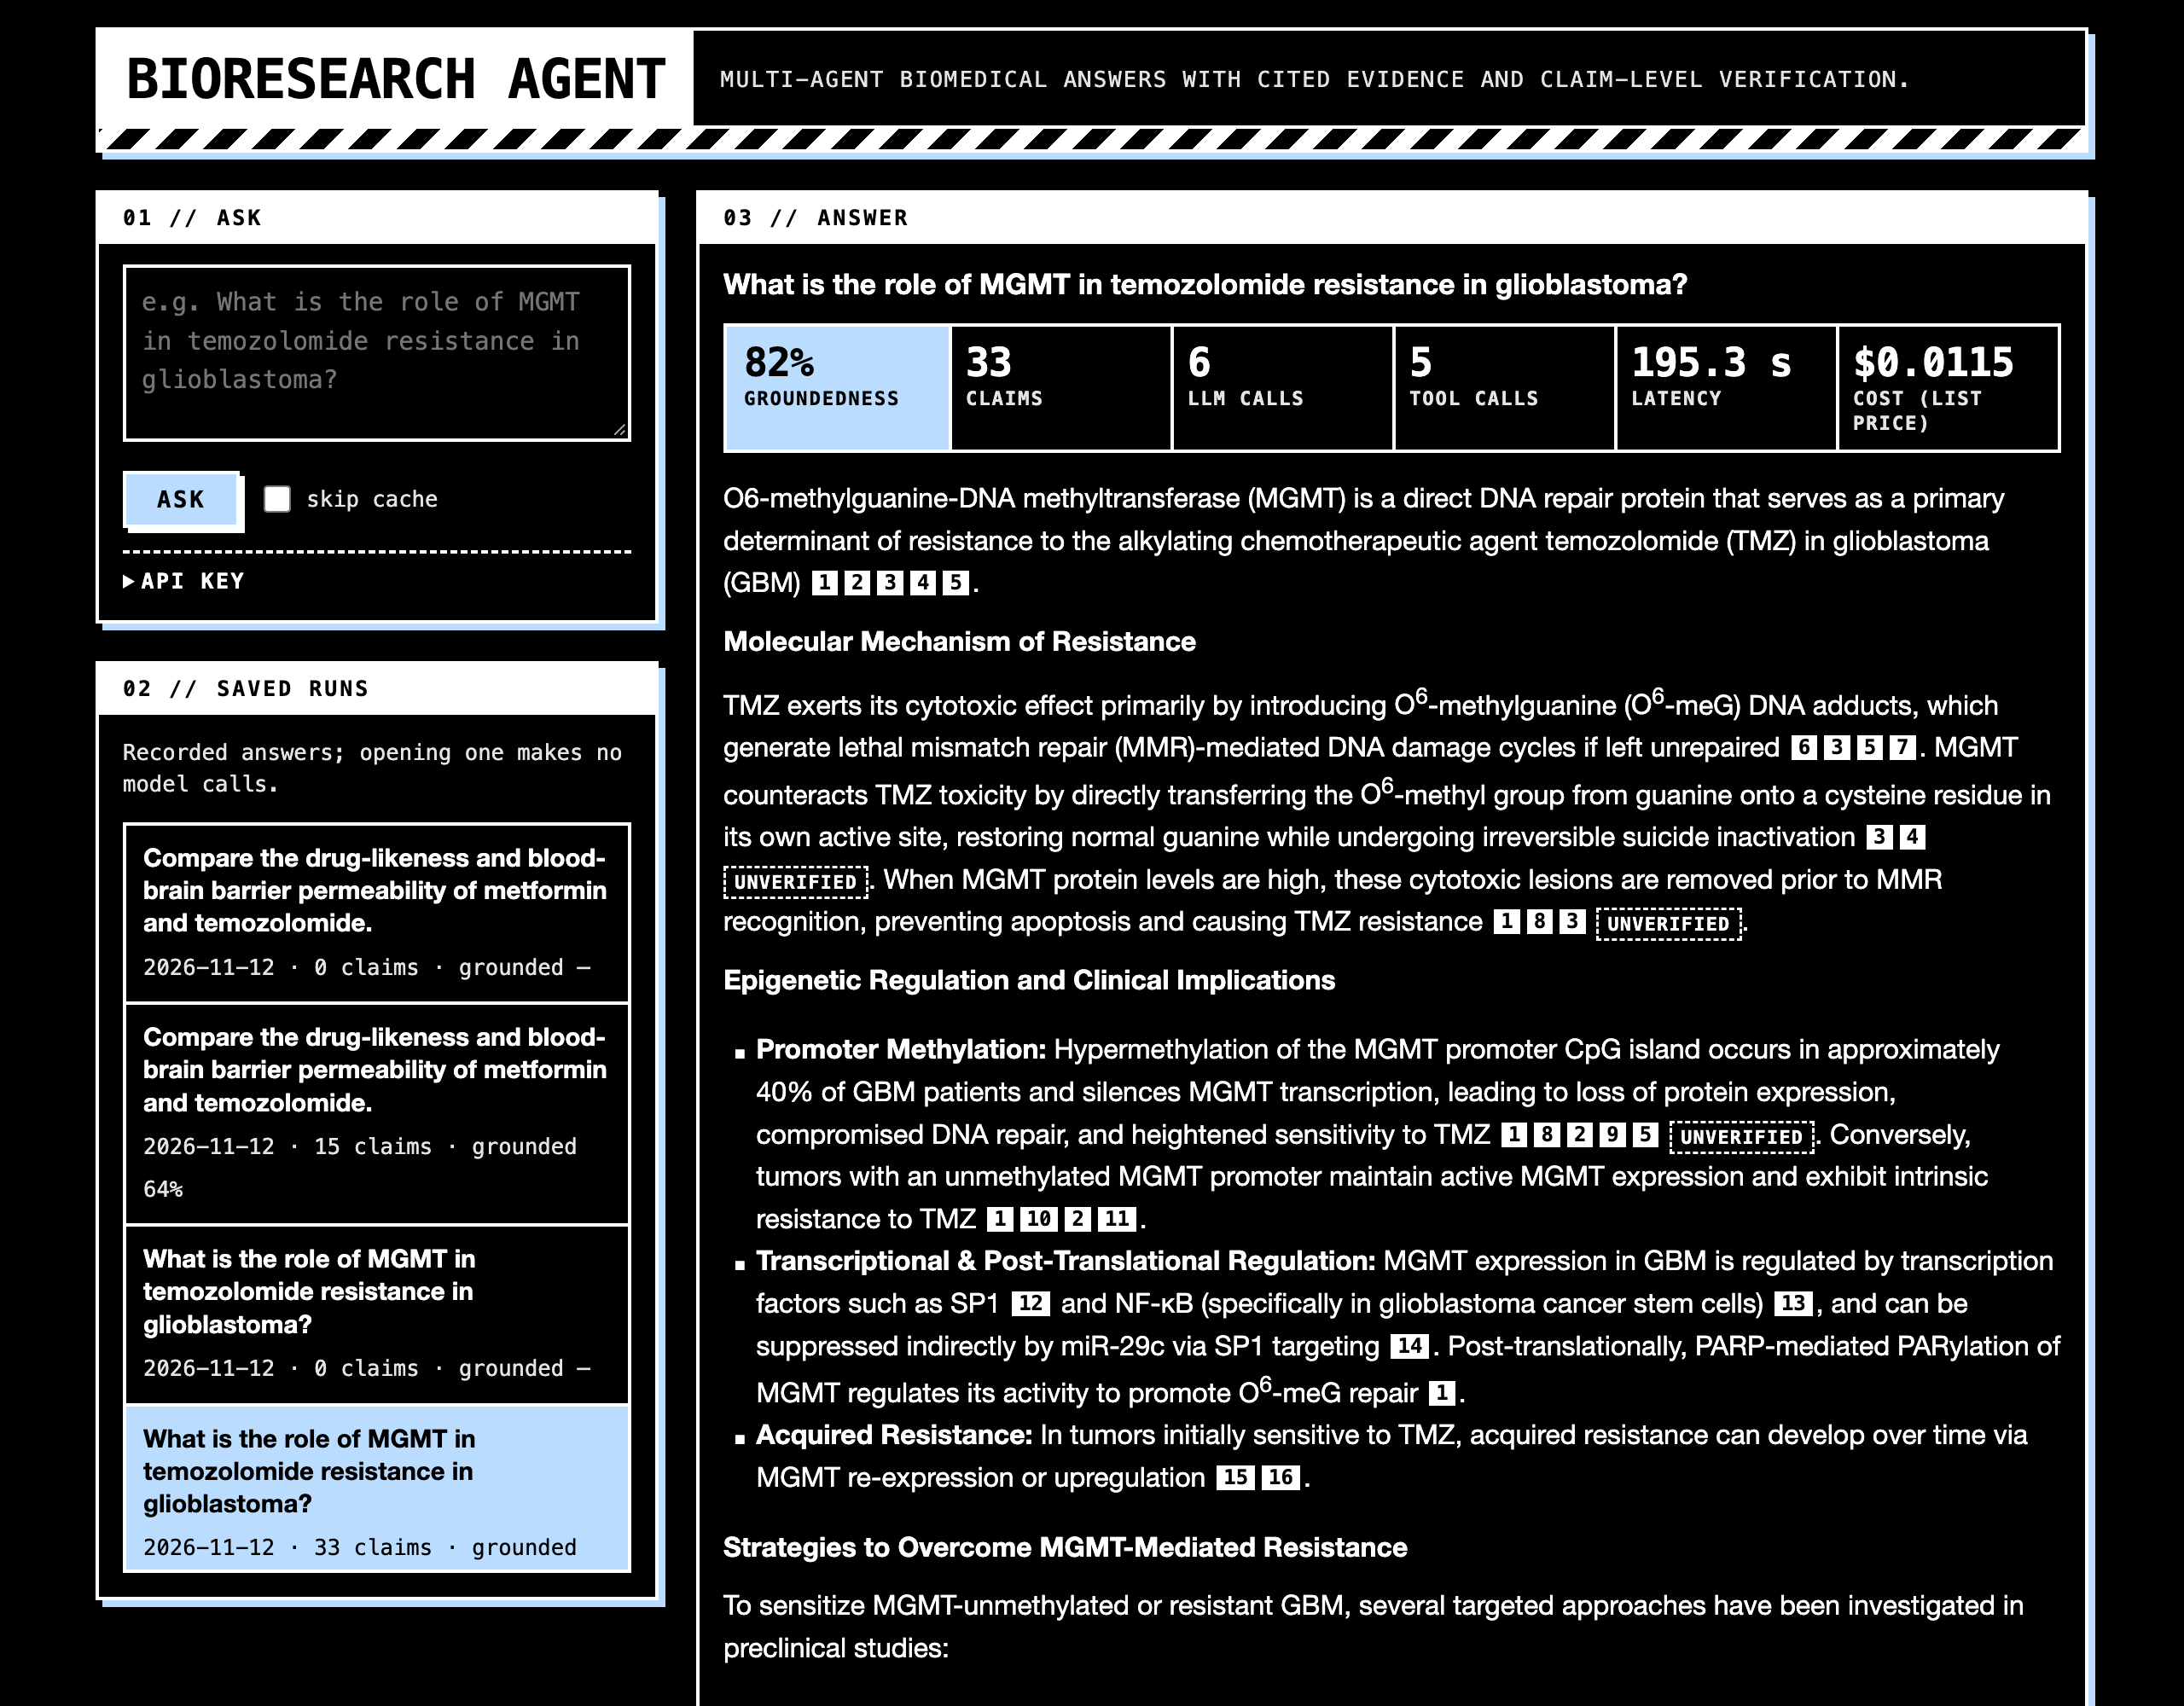 BIORESEARCH AGENT
MULTI-AGENT BIOMEDICAL ANSWERS WITH CITED EVIDENCE AND CLAIM-LEVEL VERIFICATION.
01 // ASK
e.g. What is the role of MGMT
in temozolomide resistance in
glioblastoma?
ASK
skip cache
▶API KEY
02 // SAVED RUNS
Recorded answers; opening one makes no
model calls.
Compare the drug-likeness and blood-
brain barrier permeability of metformin
and temozolomide.
2026-11-12 · 0 claims · grounded —
Compare the drug-likeness and blood-
brain barrier permeability of metformin
and temozolomide.
2026-11-12 · 15 claims · grounded
64%
What is the role of MGMT in
temozolomide resistance in
glioblastoma?
2026-11-12 · 0 claims · grounded —
What is the role of MGMT in
temozolomide resistance in
glioblastoma?
2026-11-12 · 33 claims · grounded
03 // ANSWER
What is the role of MGMT in temozolomide resistance in glioblastoma?
82%
GROUNDEDNESS
33
CLAIMS
6
LLM CALLS
5
TOOL CALLS
195.3 s
LATENCY
$0.0115
COST (LIST
PRICE)
O6-methylguanine-DNA methyltransferase (MGMT) is a direct DNA repair protein that serves as a primary
determinant of resistance to the alkylating chemotherapeutic agent temozolomide (TMZ) in glioblastoma
(GBM) 1 2 3 4 5.
Molecular Mechanism of Resistance
TMZ exerts its cytotoxic effect primarily by introducing O⁶-methylguanine (O⁶-meG) DNA adducts, which
generate lethal mismatch repair (MMR)-mediated DNA damage cycles if left unrepaired 6 3 5 7. MGMT
counteracts TMZ toxicity by directly transferring the O⁶-methyl group from guanine onto a cysteine residue in
its own active site, restoring normal guanine while undergoing irreversible suicide inactivation 3 4
UNVERIFIED. When MGMT protein levels are high, these cytotoxic lesions are removed prior to MMR
recognition, preventing apoptosis and causing TMZ resistance 1 8 3 UNVERIFIED.
Epigenetic Regulation and Clinical Implications
▪ Promoter Methylation: Hypermethylation of the MGMT promoter CpG island occurs in approximately
40% of GBM patients and silences MGMT transcription, leading to loss of protein expression,
compromised DNA repair, and heightened sensitivity to TMZ 1 8 2 9 5 UNVERIFIED. Conversely,
tumors with an unmethylated MGMT promoter maintain active MGMT expression and exhibit intrinsic
resistance to TMZ 1 10 2 11.
▪ Transcriptional & Post-Translational Regulation: MGMT expression in GBM is regulated by transcription
factors such as SP1 12 and NF-κB (specifically in glioblastoma cancer stem cells) 13, and can be
suppressed indirectly by miR-29c via SP1 targeting 14. Post-translationally, PARP-mediated PARylation of
MGMT regulates its activity to promote O⁶-meG repair 1.
▪ Acquired Resistance: In tumors initially sensitive to TMZ, acquired resistance can develop over time via
MGMT re-expression or upregulation 15 16.
Strategies to Overcome MGMT-Mediated Resistance
To sensitize MGMT-unmethylated or resistant GBM, several targeted approaches have been investigated in
preclinical studies: